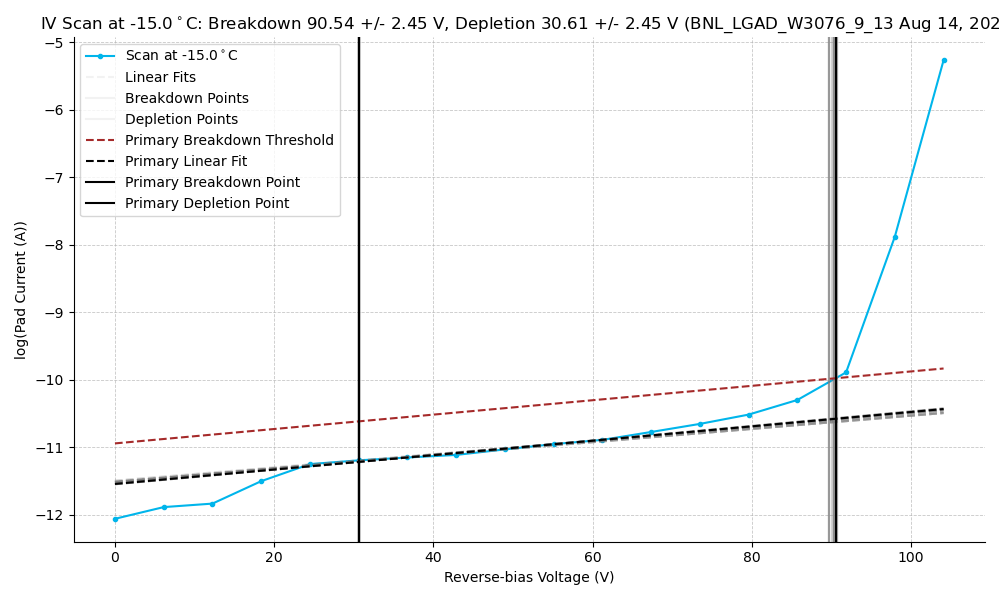 IV Scan at -15.0°C: Breakdown 90.54 +/- 2.45 V, Depletion 30.61 +/- 2.45 V (BNL_LGAD_W3076_9_13 Aug 14, 202
Scan at -15.0°C
Linear Fits
Breakdown Points
Depletion Points
Primary Breakdown Threshold
Primary Linear Fit
Primary Breakdown Point
Primary Depletion Point
log(Pad Current (A))
−5
−6
−7
−8
−9
−10
−11
−12
0 20 40 60 80 100
Reverse-bias Voltage (V)